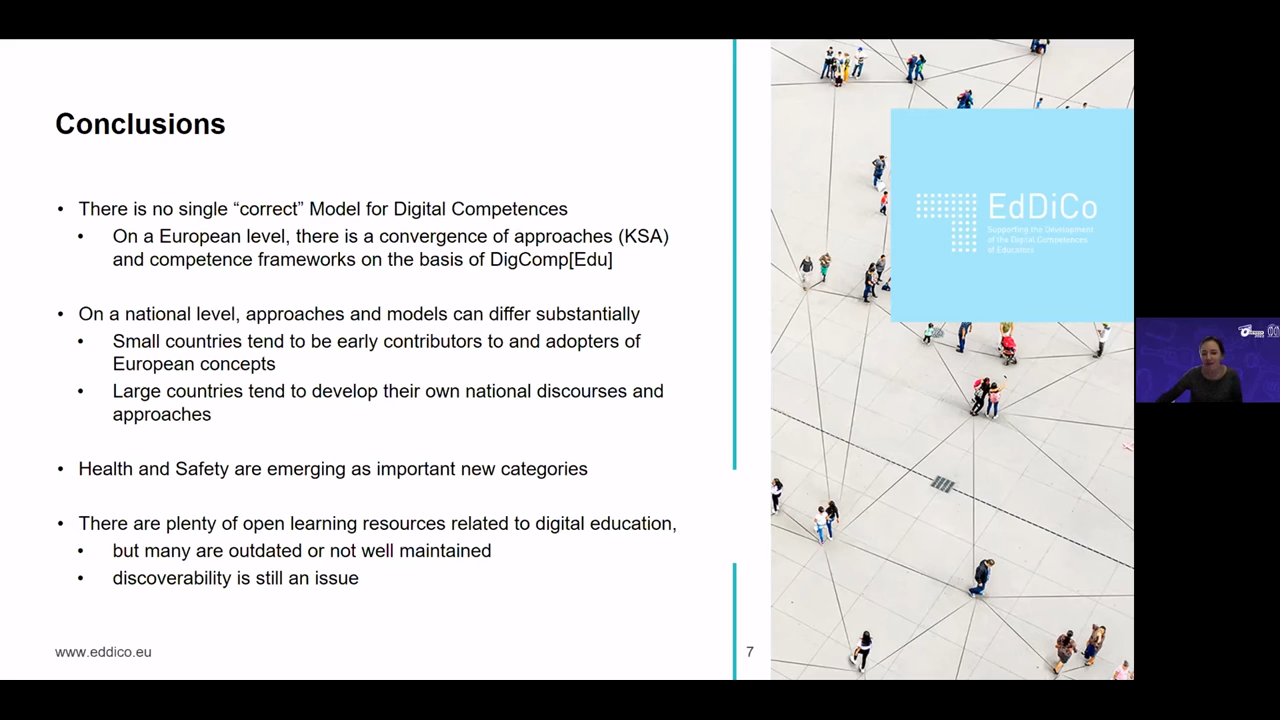 Conclusions
• There is no single “correct” Model for Digital Competences
• On a European level, there is a convergence of approaches (KSA)
and competence frameworks on the basis of DigComp[Edu]
• On a national level, approaches and models can differ substantially
• Small countries tend to be early contributors to and adopters of
European concepts
• Large countries tend to develop their own national discourses and
approaches
• Health and Safety are emerging as important new categories
• There are plenty of open learning resources related to digital education,
• but many are outdated or not well maintained
• discoverability is still an issue
www.eddico.eu
7
EdDiCo
Supporting the Development
of the Digital Competences
of Educators